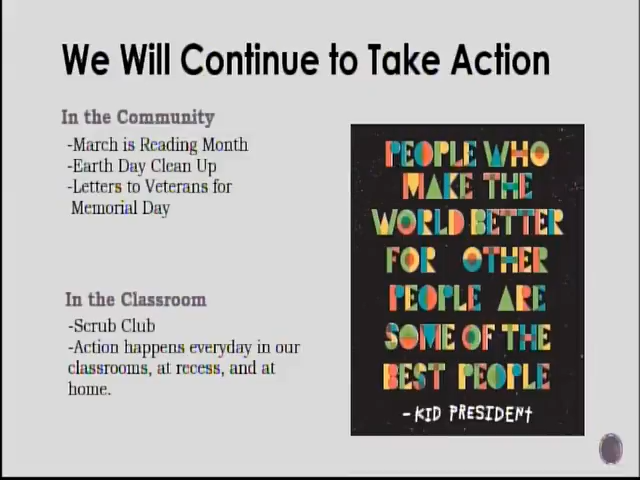 We Will Continue to Take Action
In the Community
-March is Reading Month
-Earth Day Clean Up
-Letters to Veterans for
Memorial Day
In the Classroom
-Scrub Club
-Action happens everyday in our
classrooms, at recess, and at
home.
PEOPLE WHO
MAKE THE
WORLD BETTER
FOR OTHER
PEOPLE ARE
SOME OF THE
BEST PEOPLE
-KID PRESIDENT